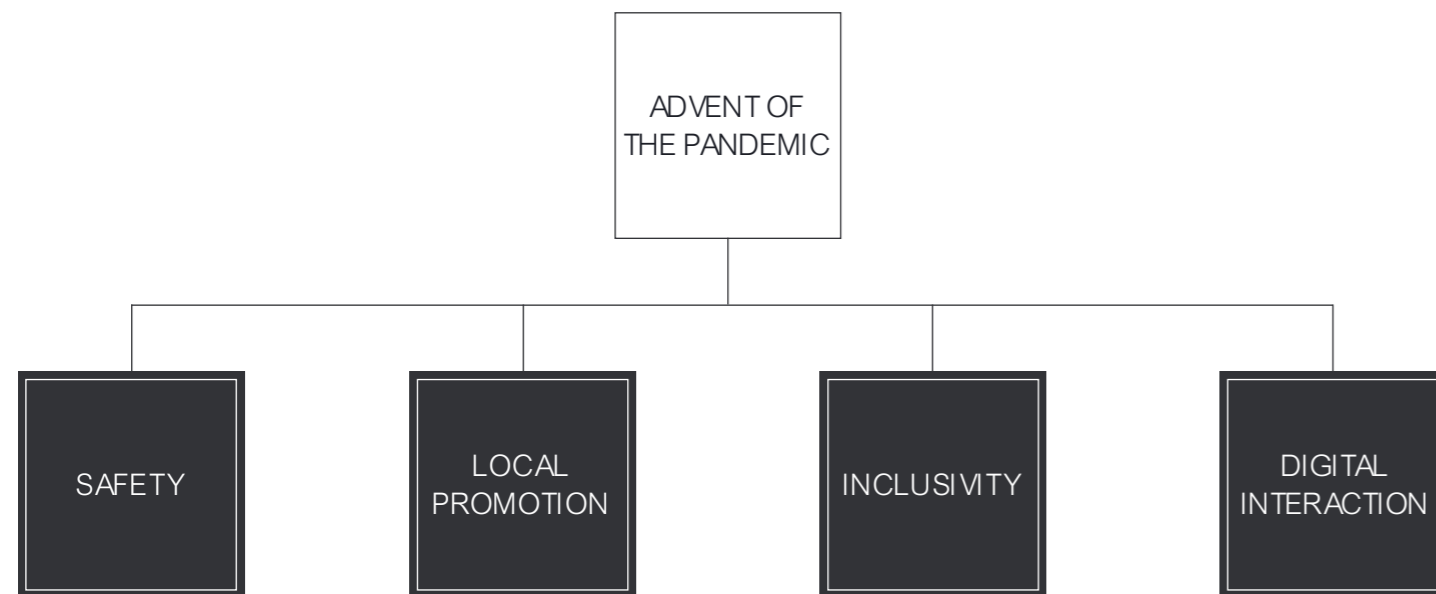 ADVENT OF
THE PANDEMIC
SAFETY
LOCAL
PROMOTION
INCLUSIVITY
DIGITAL
INTERACTION